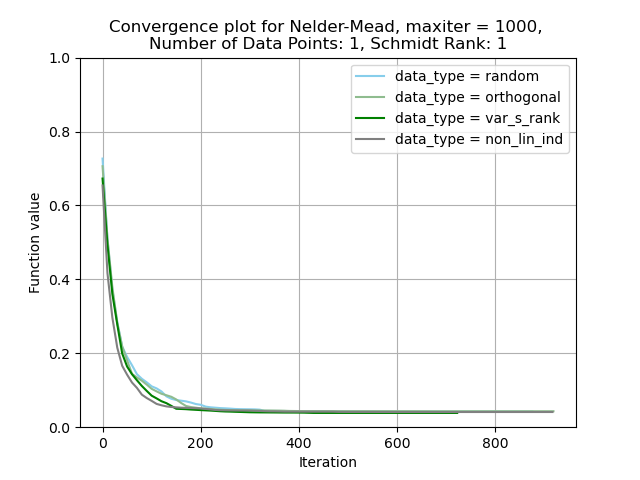 Convergence plot for Nelder-Mead, maxiter = 1000,
Number of Data Points: 1, Schmidt Rank: 1
data_type = random
data_type = orthogonal
data_type = var_s_rank
data_type = non_lin_ind
Function value
1.0
0.8
0.6
0.4
0.2
0.0
0 200 400 600 800
Iteration